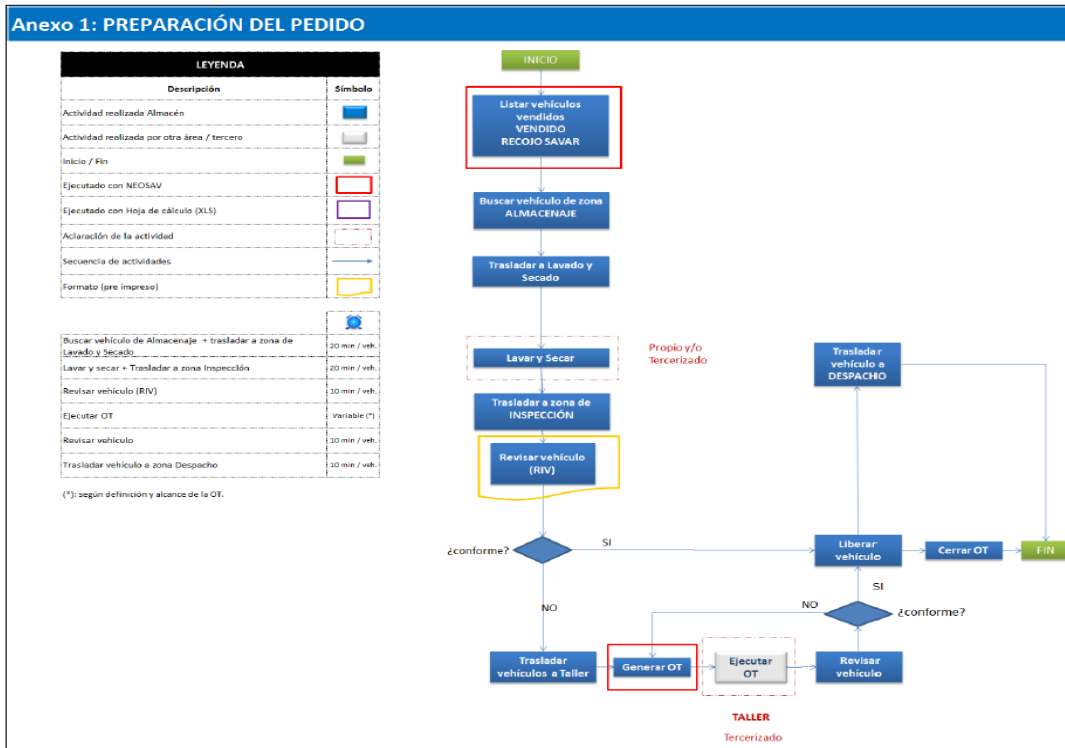 Anexo 1: PREPARACIÓN DEL PEDIDO
LEYENDA
Descripción Símbolo
Actividad realizada Almacén
Actividad realizada por otra área / tercero
Inicio / Fin
Ejecutado con NEOSAV
Ejecutado con Hoja de cálculo (XLS)
Aclaración de la actividad
Secuencia de actividades
Formato (pre impreso)
Buscar vehículo de Almacenaje + trasladar a zona de
Lavado y Secado
20 min / veh.
Lavar y secar + Trasladar a zona Inspección 20 min / veh.
Revisar vehículo (RIV) 10 min / veh.
Ejecutar OT Variable (*)
Revisar vehículo 10 min / veh.
Trasladar vehículo a zona Despacho 10 min / veh.
(*): según definición y alcance de la OT.
INICIO
Listar vehículos
vendidos
VENDIDO
RECOJO SAVAR
Buscar vehículo de zona
ALMACENAJE
Trasladar a Lavado y
Secado
Lavar y Secar
Propio y/o
Tercerizado
Trasladar a zona de
INSPECCIÓN
Revisar vehículo
(RIV)
¿conforme?
SI
NO
Trasladar
vehículos a Taller
Generar OT
Ejecutar
OT
TALLER
Tercerizado
Revisar
vehículo
¿conforme?
NO
SI
Liberar
vehículo
Cerrar OT
FIN
Trasladar
vehículo a
DESPACHO